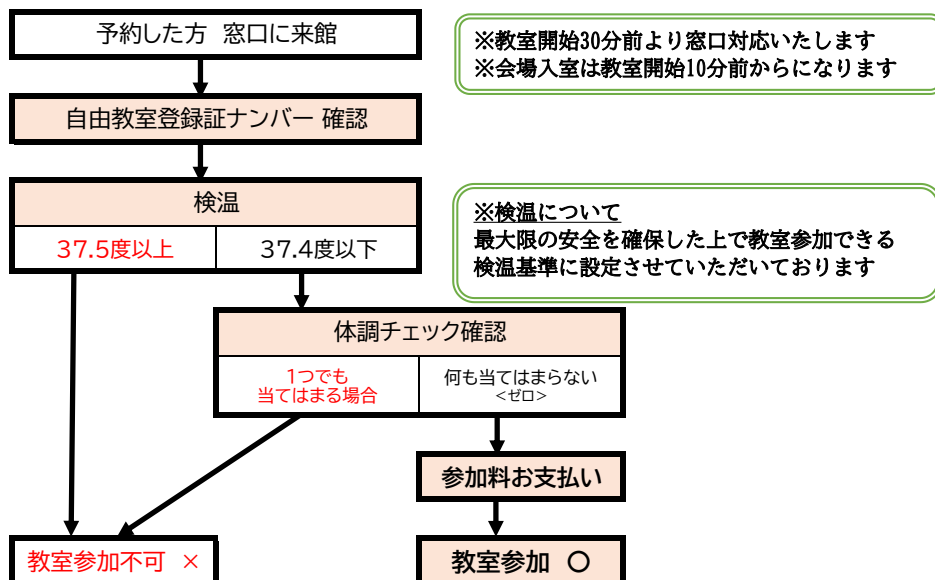 予約した方 窓口に来館
※教室開始30分前より窓口対応いたします
※会場入室は教室開始10分前からになります
自由教室登録証ナンバー 確認
検温
37.5度以上
37.4度以下
※検温について
最大限の安全を確保した上で教室参加できる
検温基準に設定させていただいております
体調チェック確認
1つでも
当てはまる場合
何も当てはまらない
<ゼロ>
参加料お支払い
教室参加不可 ×
教室参加 〇